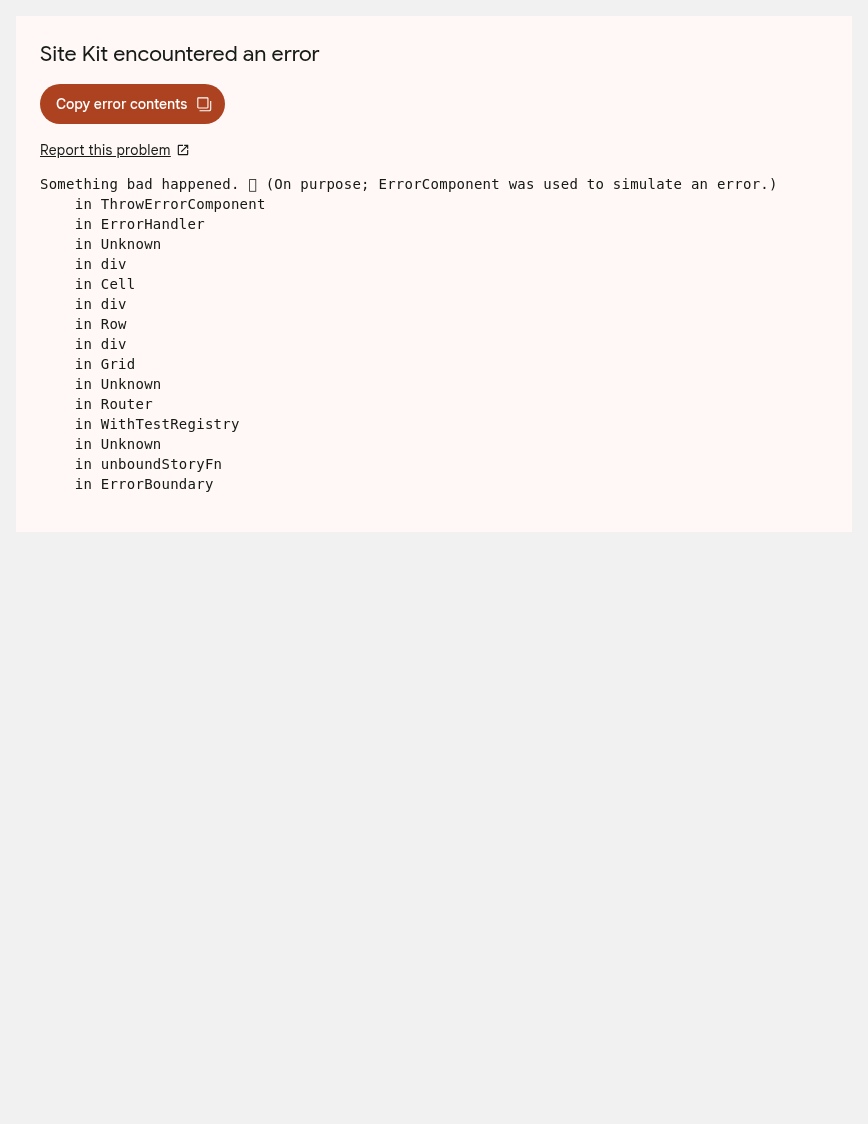 Site Kit encountered an error
Copy error contents
Report this problem
Something bad happened. (On purpose; ErrorComponent was used to simulate an error.)
in ThrowErrorComponent
in ErrorHandler
in Unknown
in div
in Cell
in div
in Row
in div
in Grid
in Unknown
in Router
in WithTestRegistry
in Unknown
in unboundStoryFn
in ErrorBoundary